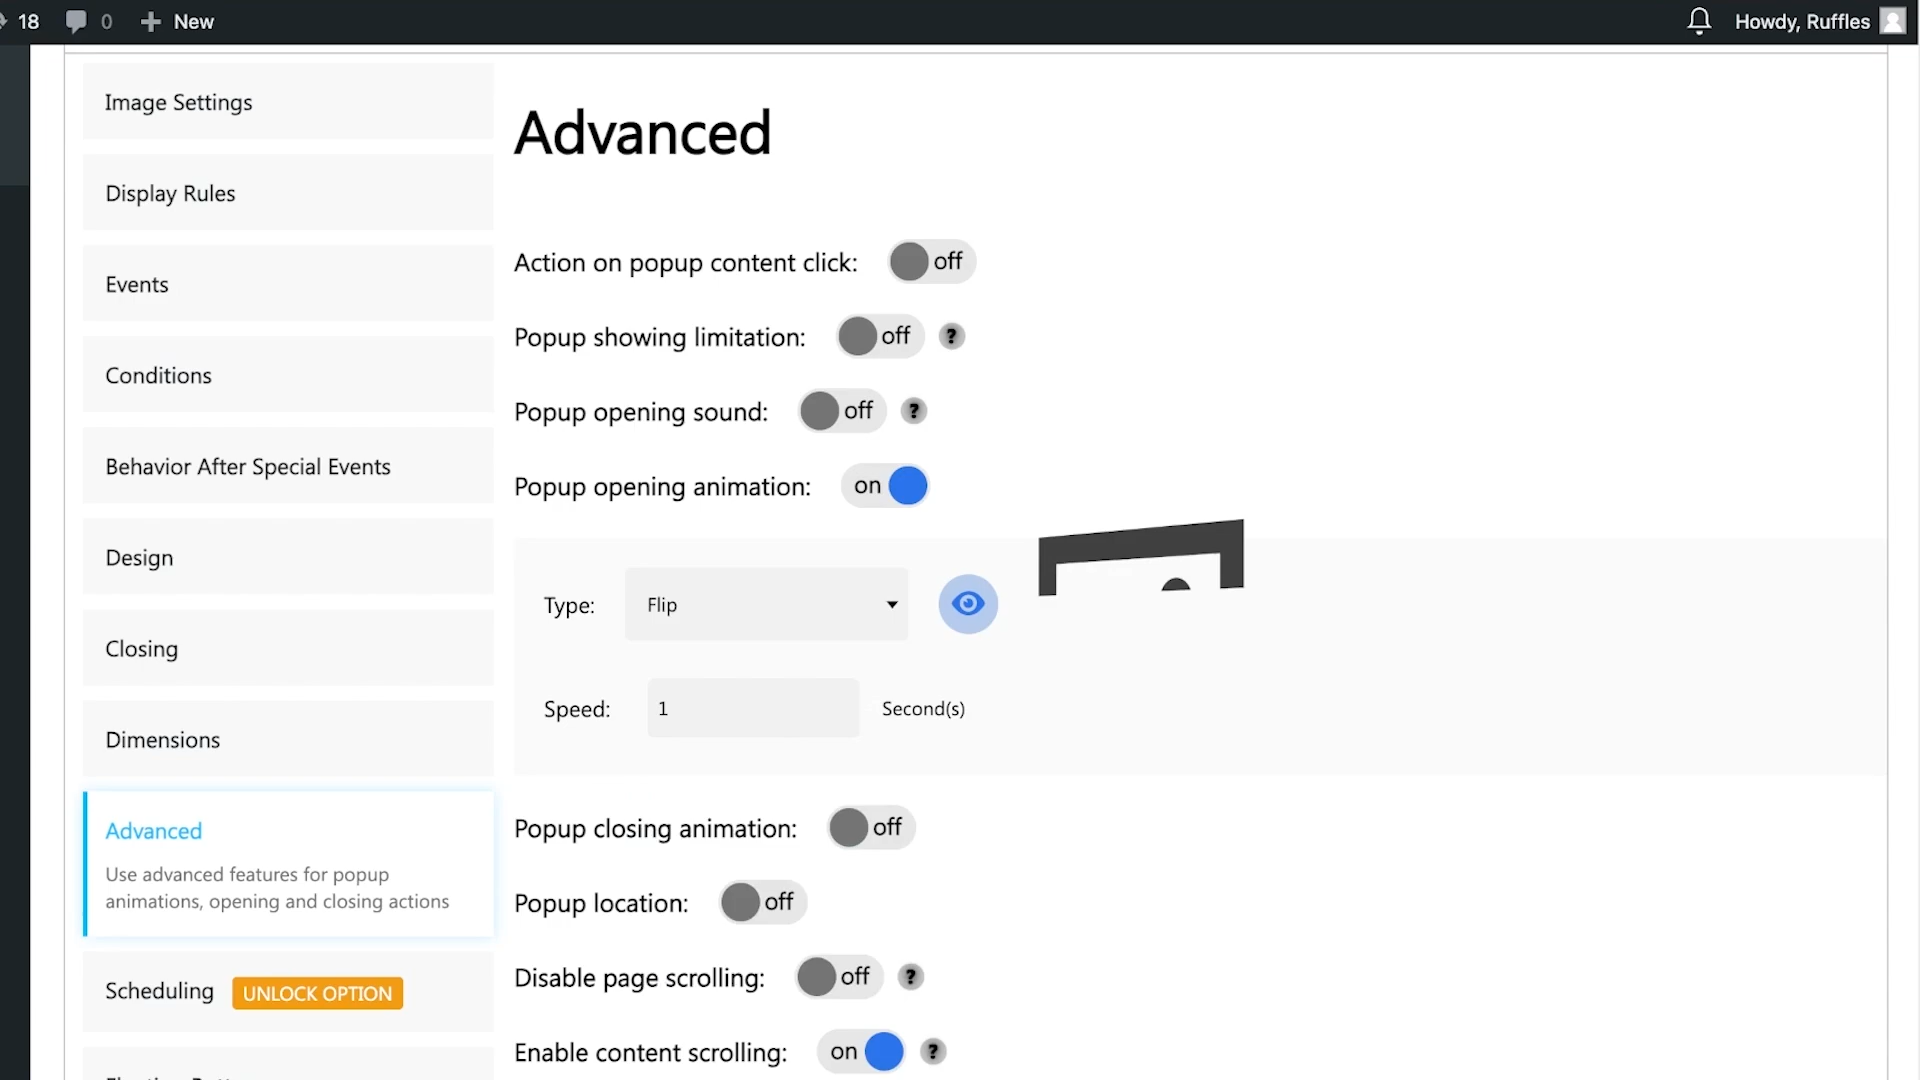 18 0 New Howdy, Ruffles
Image Settings
Display Rules
Events
Conditions
Behavior After Special Events
Design
Closing
Dimensions
Advanced
Use advanced features for popup
animations, opening and closing actions
Scheduling UNLOCK OPTION
Advanced
Action on popup content click: off
Popup showing limitation: off ?
Popup opening sound: off ?
Popup opening animation: on
Type: Flip
Speed: 1 Second(s)
Popup closing animation: off
Popup location: off
Disable page scrolling: off ?
Enable content scrolling: on ?